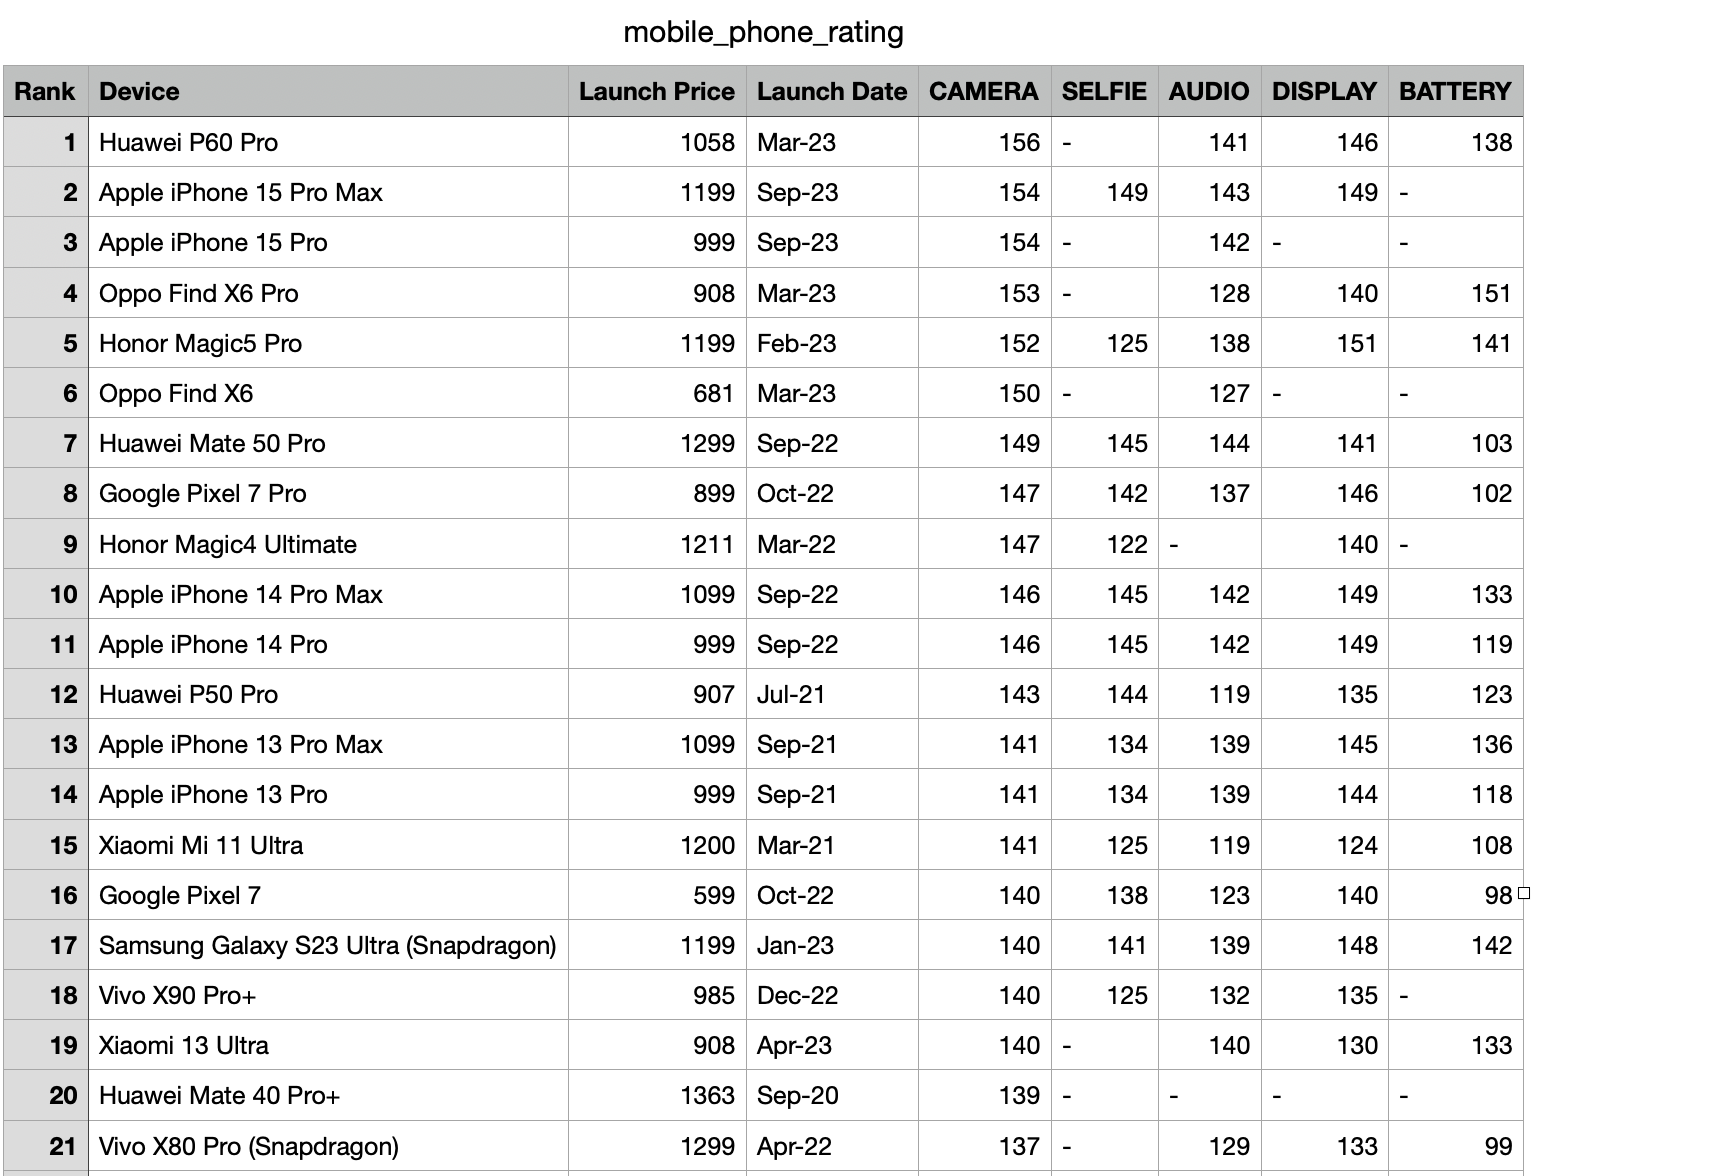 mobile_phone_rating
Rank Device Launch Price Launch Date CAMERA SELFIE AUDIO DISPLAY BATTERY
1 Huawei P60 Pro 1058 Mar-23 156 - 141 146 138
2 Apple iPhone 15 Pro Max 1199 Sep-23 154 149 143 149 -
3 Apple iPhone 15 Pro 999 Sep-23 154 - 142 - -
4 Oppo Find X6 Pro 908 Mar-23 153 - 128 140 151
5 Honor Magic5 Pro 1199 Feb-23 152 125 138 151 141
6 Oppo Find X6 681 Mar-23 150 - 127 - -
7 Huawei Mate 50 Pro 1299 Sep-22 149 145 144 141 103
8 Google Pixel 7 Pro 899 Oct-22 147 142 137 146 102
9 Honor Magic4 Ultimate 1211 Mar-22 147 122 - 140 -
10 Apple iPhone 14 Pro Max 1099 Sep-22 146 145 142 149 133
11 Apple iPhone 14 Pro 999 Sep-22 146 145 142 149 119
12 Huawei P50 Pro 907 Jul-21 143 144 119 135 123
13 Apple iPhone 13 Pro Max 1099 Sep-21 141 134 139 145 136
14 Apple iPhone 13 Pro 999 Sep-21 141 134 139 144 118
15 Xiaomi Mi 11 Ultra 1200 Mar-21 141 125 119 124 108
16 Google Pixel 7 599 Oct-22 140 138 123 140 98
17 Samsung Galaxy S23 Ultra (Snapdragon) 1199 Jan-23 140 141 139 148 142
18 Vivo X90 Pro+ 985 Dec-22 140 125 132 135 -
19 Xiaomi 13 Ultra 908 Apr-23 140 - 140 130 133
20 Huawei Mate 40 Pro+ 1363 Sep-20 139 - - - -
21 Vivo X80 Pro (Snapdragon) 1299 Apr-22 137 - 129 133 99